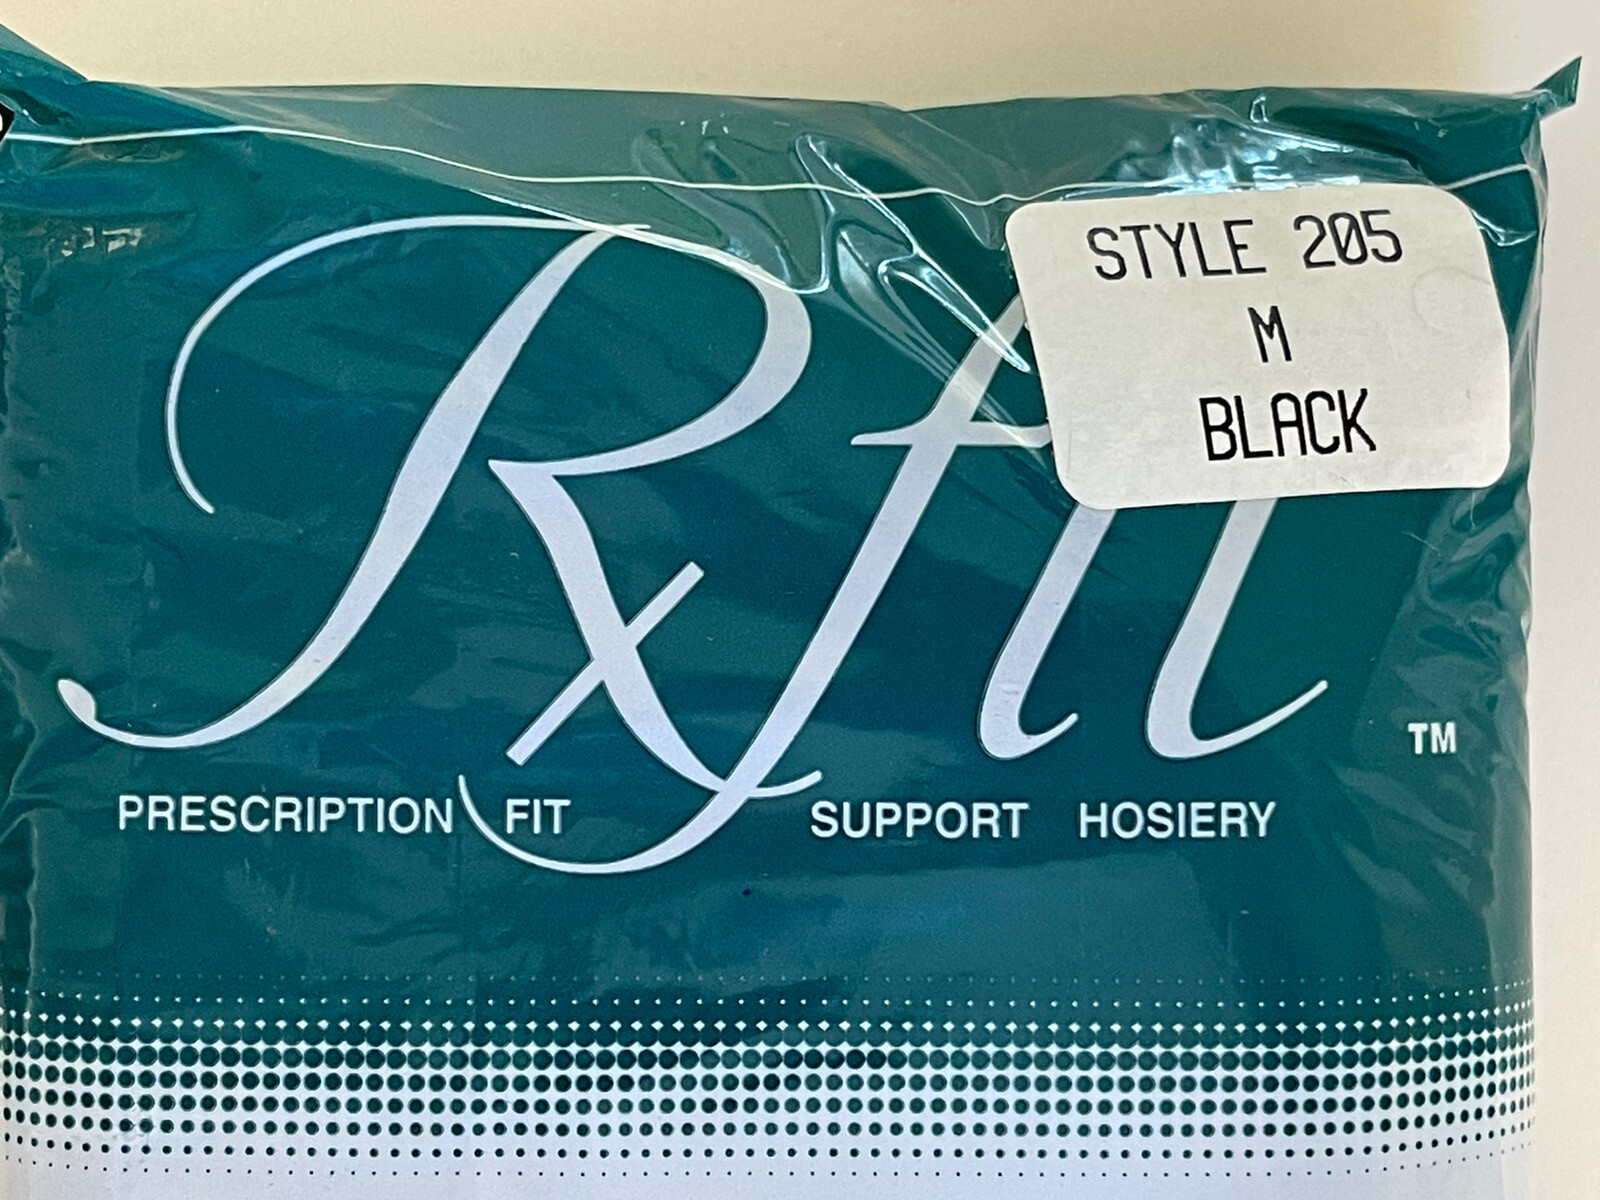 STYLE 205
M
BLACK
Rxfit
TM
PRESCRIPTION FIT SUPPORT HOSIERY